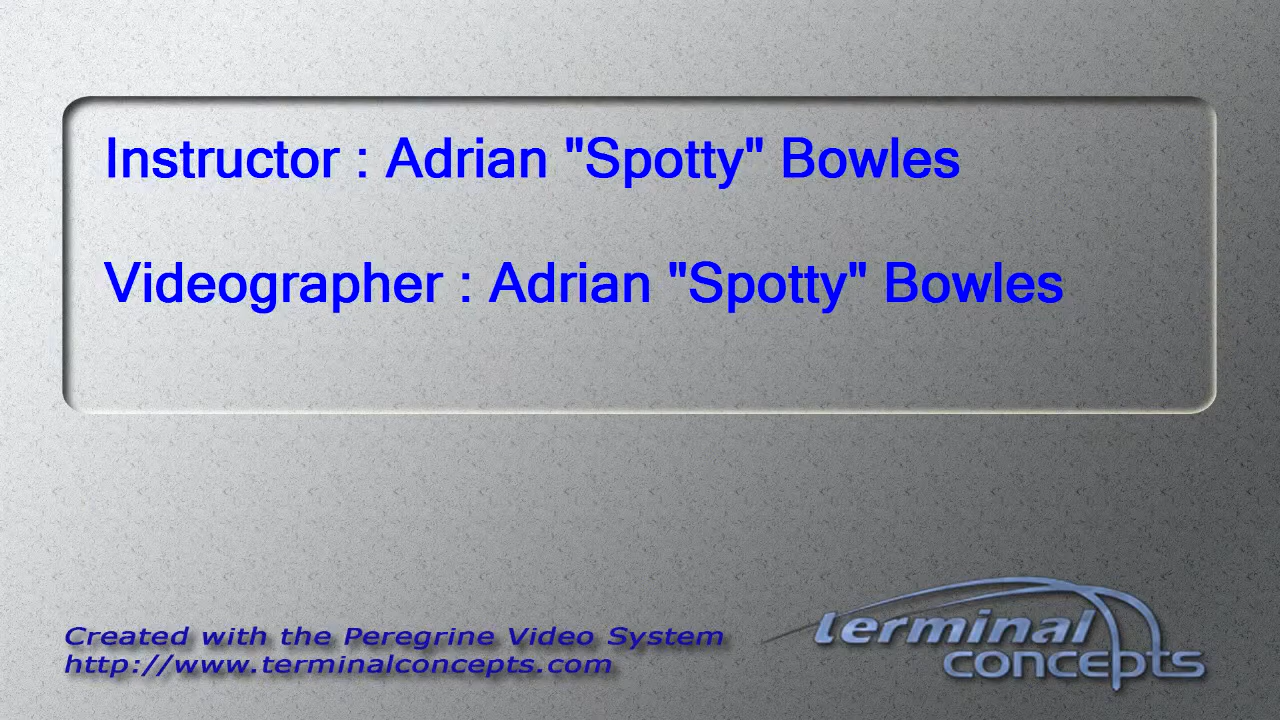 Instructor : Adrian "Spotty" Bowles
Videographer : Adrian "Spotty" Bowles
Created with the Peregrine Video System
http://www.terminalconcepts.com
terminal
concepts